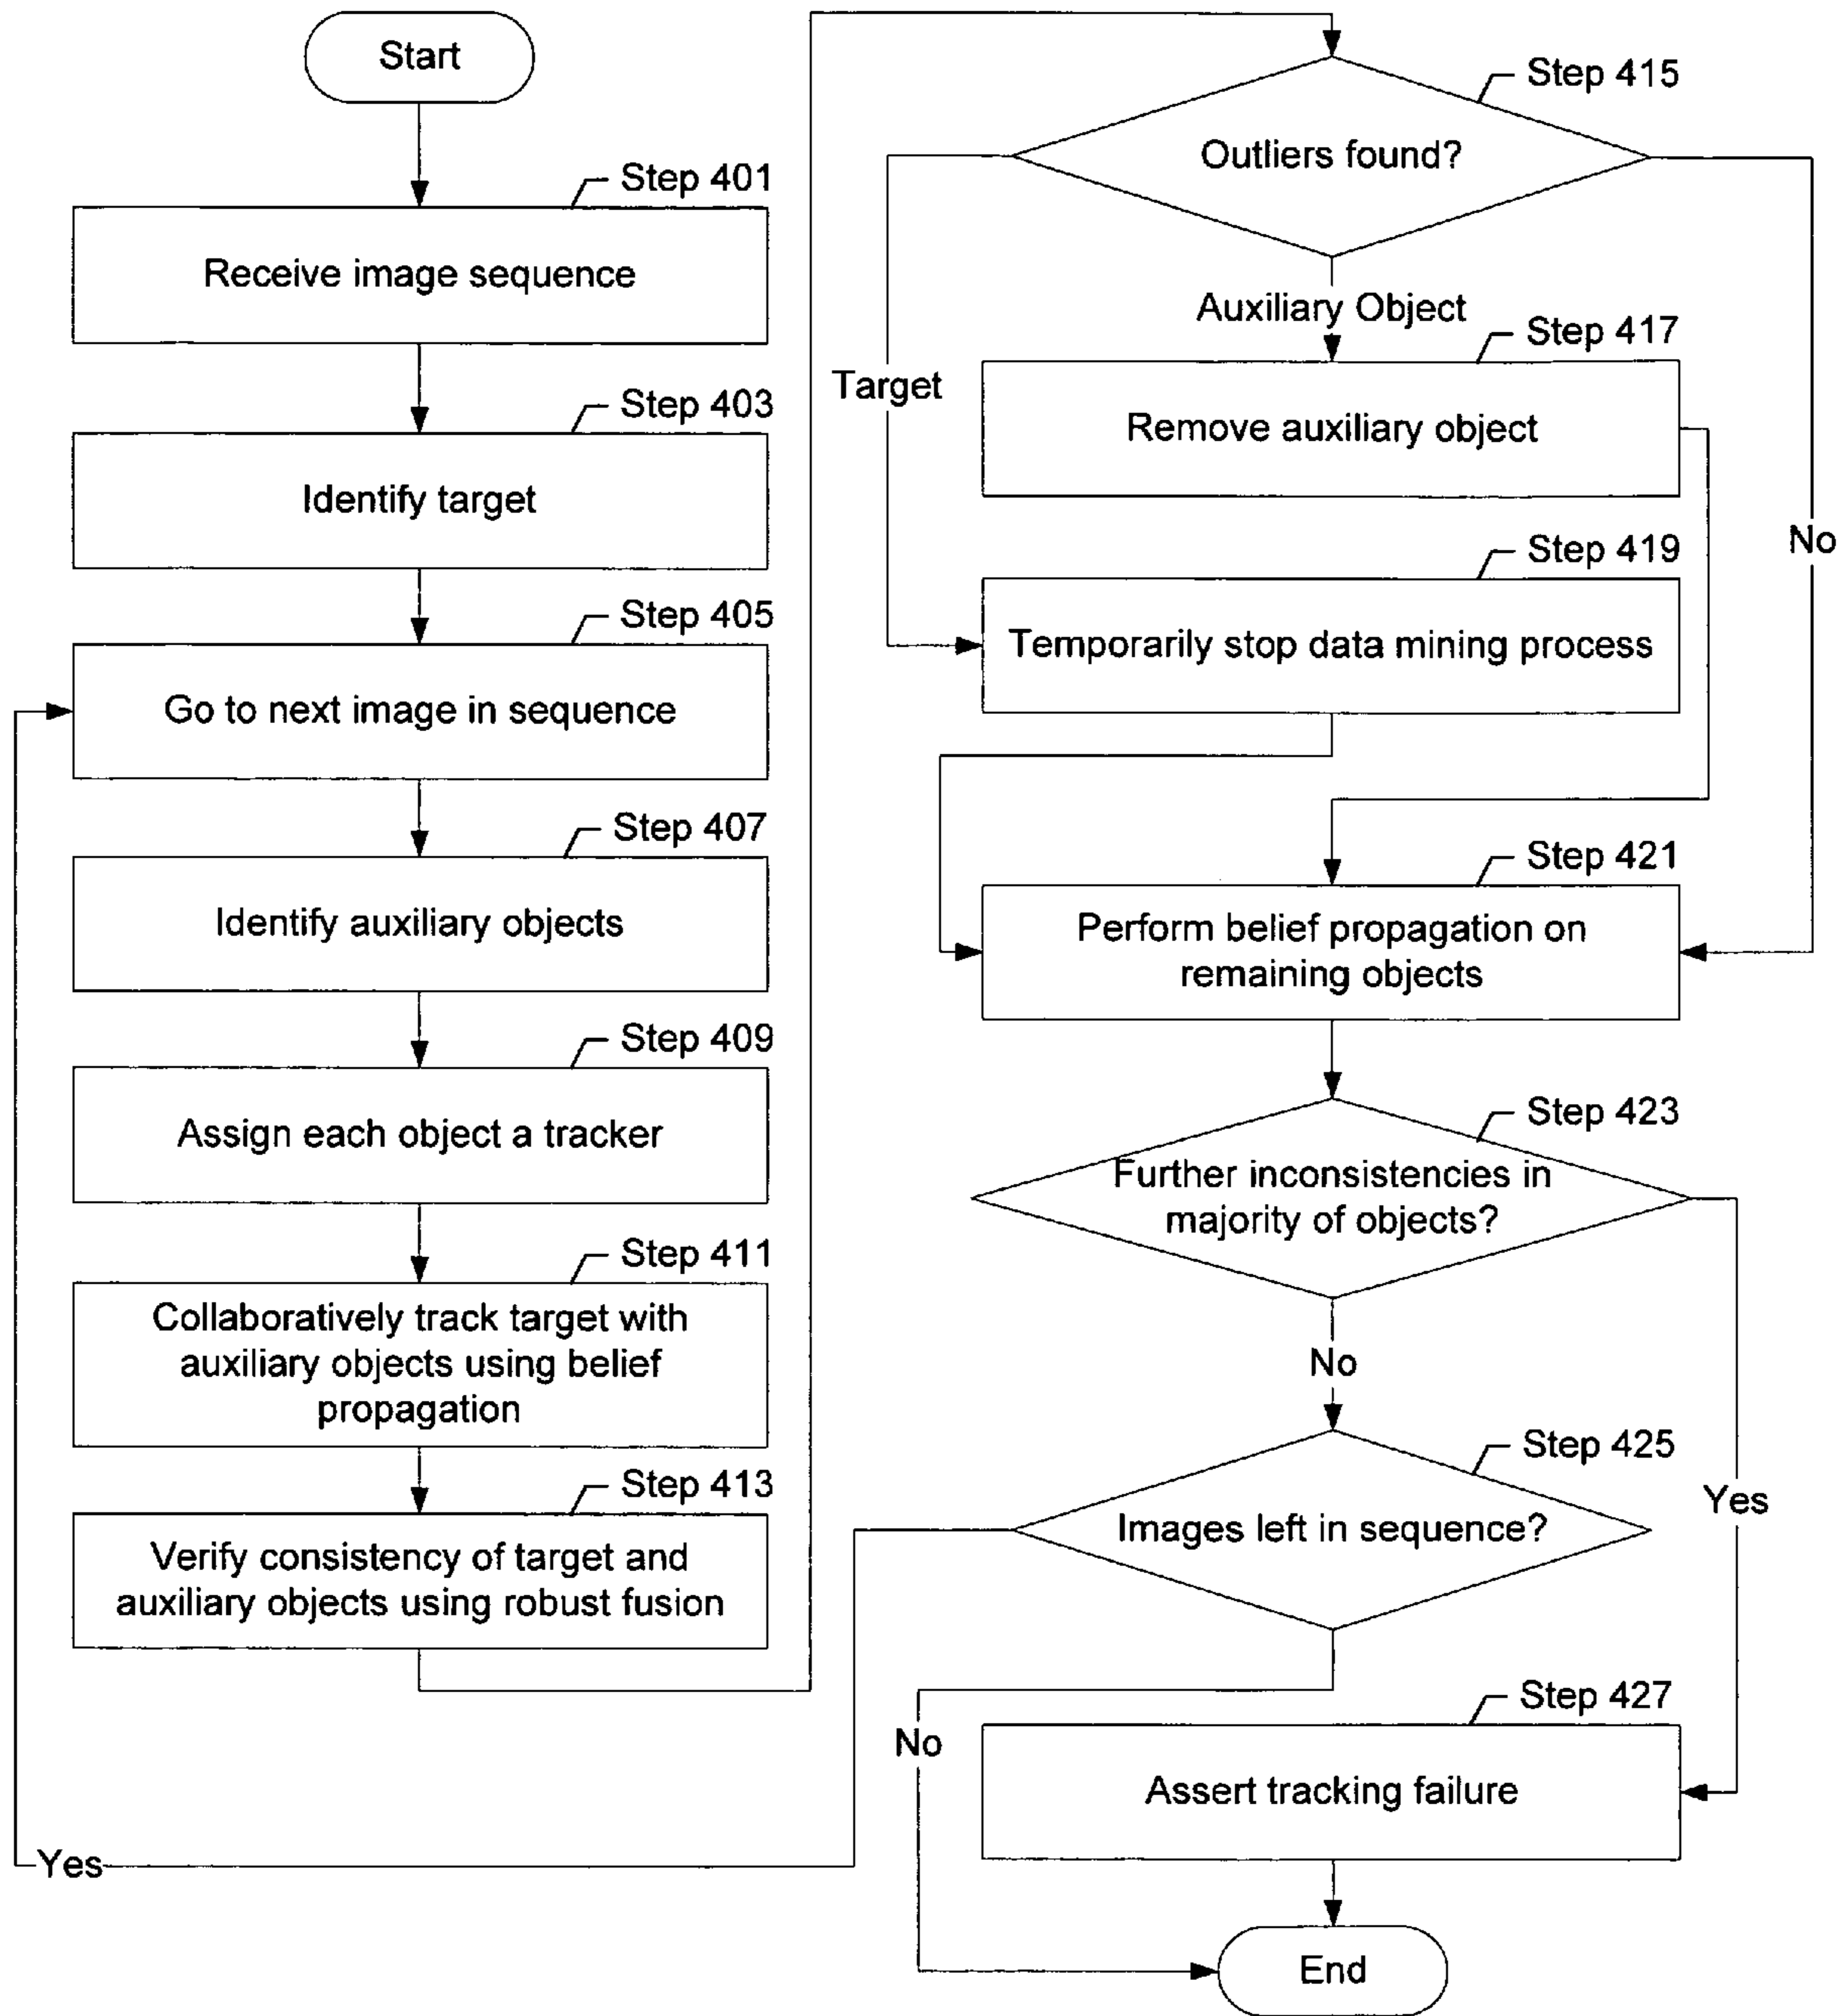 Start
Step 401
Receive image sequence
Step 403
Identify target
Step 405
Go to next image in sequence
Step 407
Identify auxiliary objects
Step 409
Assign each object a tracker
Step 411
Collaboratively track target with
auxiliary objects using belief
propagation
Step 413
Verify consistency of target and
auxiliary objects using robust fusion
Step 415
Outliers found?
Auxiliary Object
Target
No
Step 417
Remove auxiliary object
Step 419
Temporarily stop data mining process
Step 421
Perform belief propagation on
remaining objects
Step 423
Further inconsistencies in
majority of objects?
No
Yes
Step 425
Images left in sequence?
Yes
No
Step 427
Assert tracking failure
End